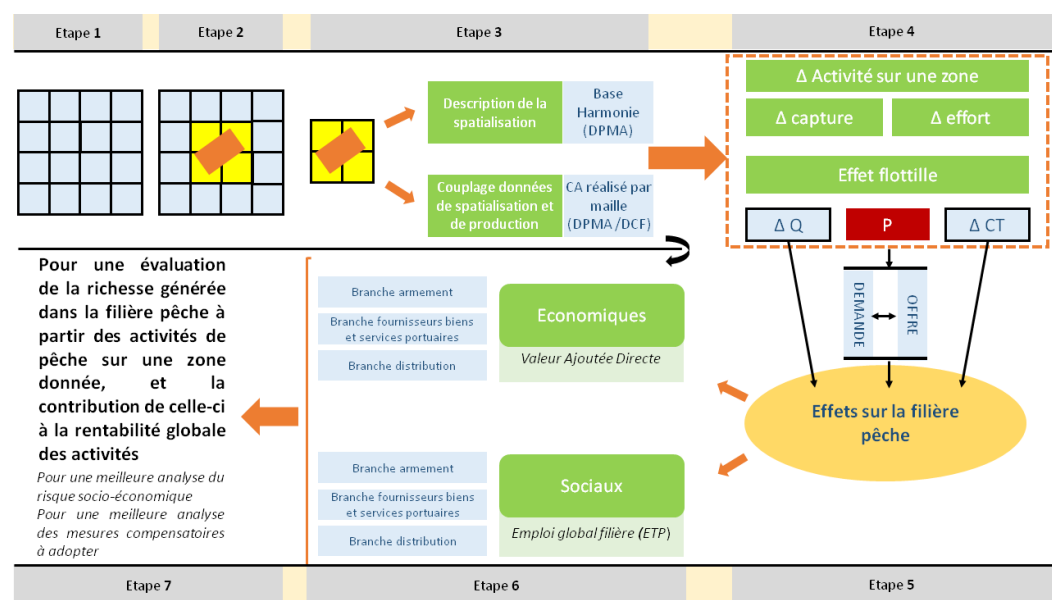 Etape 1
Etape 2
Etape 3
Etape 4
Description de la
spatialisation
Base
Harmonie
(DPMA)
Couplage données
de spatialisation et
de production
CA réalisé par
maille
(DPMA /DCF)
Δ Activité sur une zone
Δ capture
Δ effort
Effet flottille
Δ Q
P
Δ CT
DEMANDE
OFFRE
Effets sur la filière
pêche
Pour une évaluation
de la richesse générée
dans la filière pêche à
partir des activités de
pêche sur une zone
donnée, et la
contribution de celle-ci
à la rentabilité globale
des activités
Pour une meilleure analyse du
risque socio-économique
Pour une meilleure analyse
des mesures compensatoires
à adopter
Branche armement
Branche fournisseurs biens
et services portuaires
Branche distribution
Economiques
Valeur Ajoutée Directe
Branche armement
Branche fournisseurs biens
et services portuaires
Branche distribution
Sociaux
Emploi global filière (ETP)
Etape 7
Etape 6
Etape 5